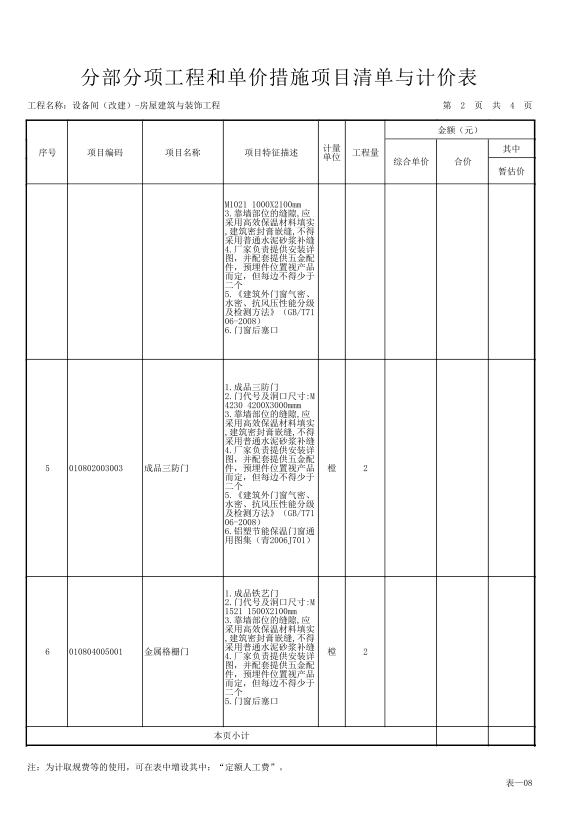 分部分项工程和单价措施项目清单与计价表
工程名称：设备间（改建）-房屋建筑与装饰工程 第 2 页 共 4 页
序号 项目编码 项目名称 项目特征描述 计量单位 工程量 金额（元）
综合单价 合价 其中
暂估价
M1021 1000X2100mm
3.靠墙部位的缝隙,应
采用高效保温材料填实
,建筑密封膏嵌缝,不得
采用普通水泥砂浆补缝
4.厂家负责提供安装详
图，并配套提供五金配
件，预埋件位置视产品
而定，但每边不得少于
二个
5.《建筑外门窗气密、
水密、抗风压性能分级
及检测方法》（GB/T71
06-2008）
6.门窗后塞口
5 010802003003 成品三防门
1.成品三防门
2.门代号及洞口尺寸:M
4230 4200X3000mmm
3.靠墙部位的缝隙,应
采用高效保温材料填实
,建筑密封膏嵌缝,不得
采用普通水泥砂浆补缝
4.厂家负责提供安装详
图，并配套提供五金配
件，预埋件位置视产品
而定，但每边不得少于
二个
5.《建筑外门窗气密、
水密、抗风压性能分级
及检测方法》（GB/T71
06-2008）
6.铝塑节能保温门窗通
用图集（青2006J701）
樘 2
6 010804005001 金属格栅门
1.成品铁艺门
2.门代号及洞口尺寸:M
1521 1500X2100mm
3.靠墙部位的缝隙,应
采用高效保温材料填实
,建筑密封膏嵌缝,不得
采用普通水泥砂浆补缝
4.厂家负责提供安装详
图，并配套提供五金配
件，预埋件位置视产品
而定，但每边不得少于
二个
5.门窗后塞口
樘 2
本页小计
注：为计取规费等的使用，可在表中增设其中：“定额人工费”。
表—08